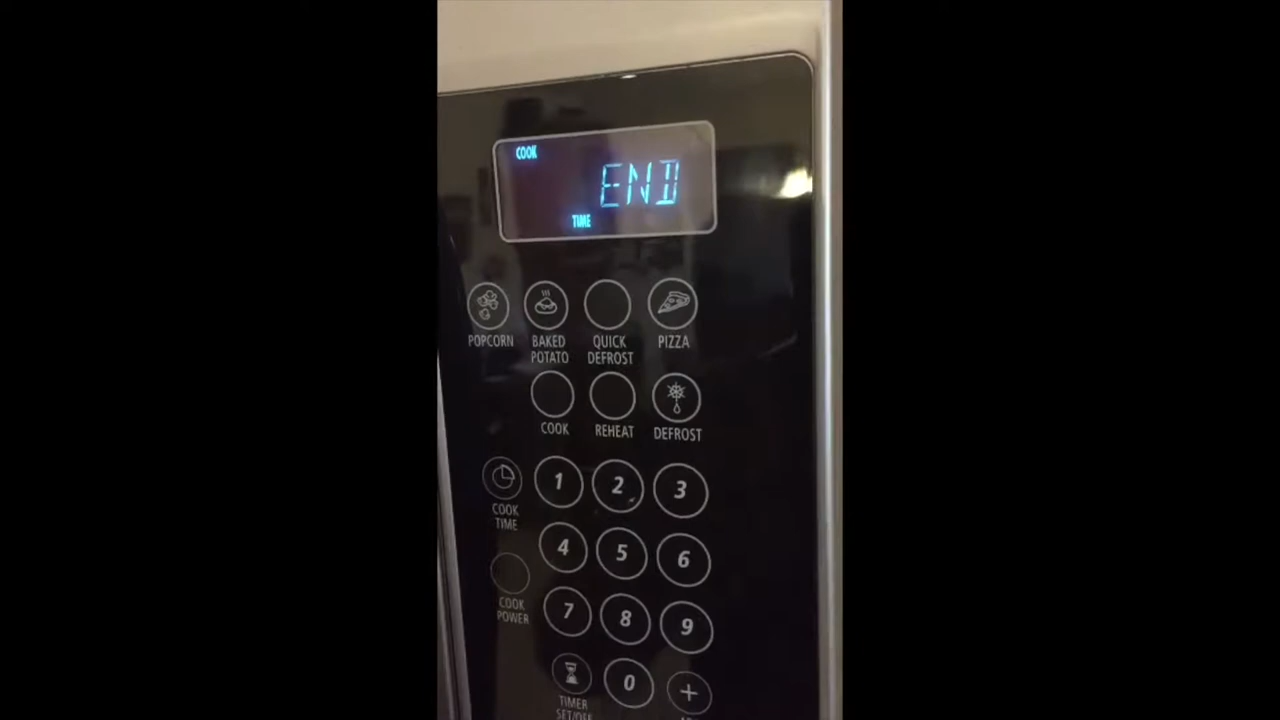 COOK
END
TIME
POPCORN
BAKED
POTATO
QUICK
DEFROST
PIZZA
COOK
REHEAT
DEFROST
COOK
TIME
1 2 3
4 5 6
COOK
POWER
7 8 9
0 +
TIMER
SET/OFF